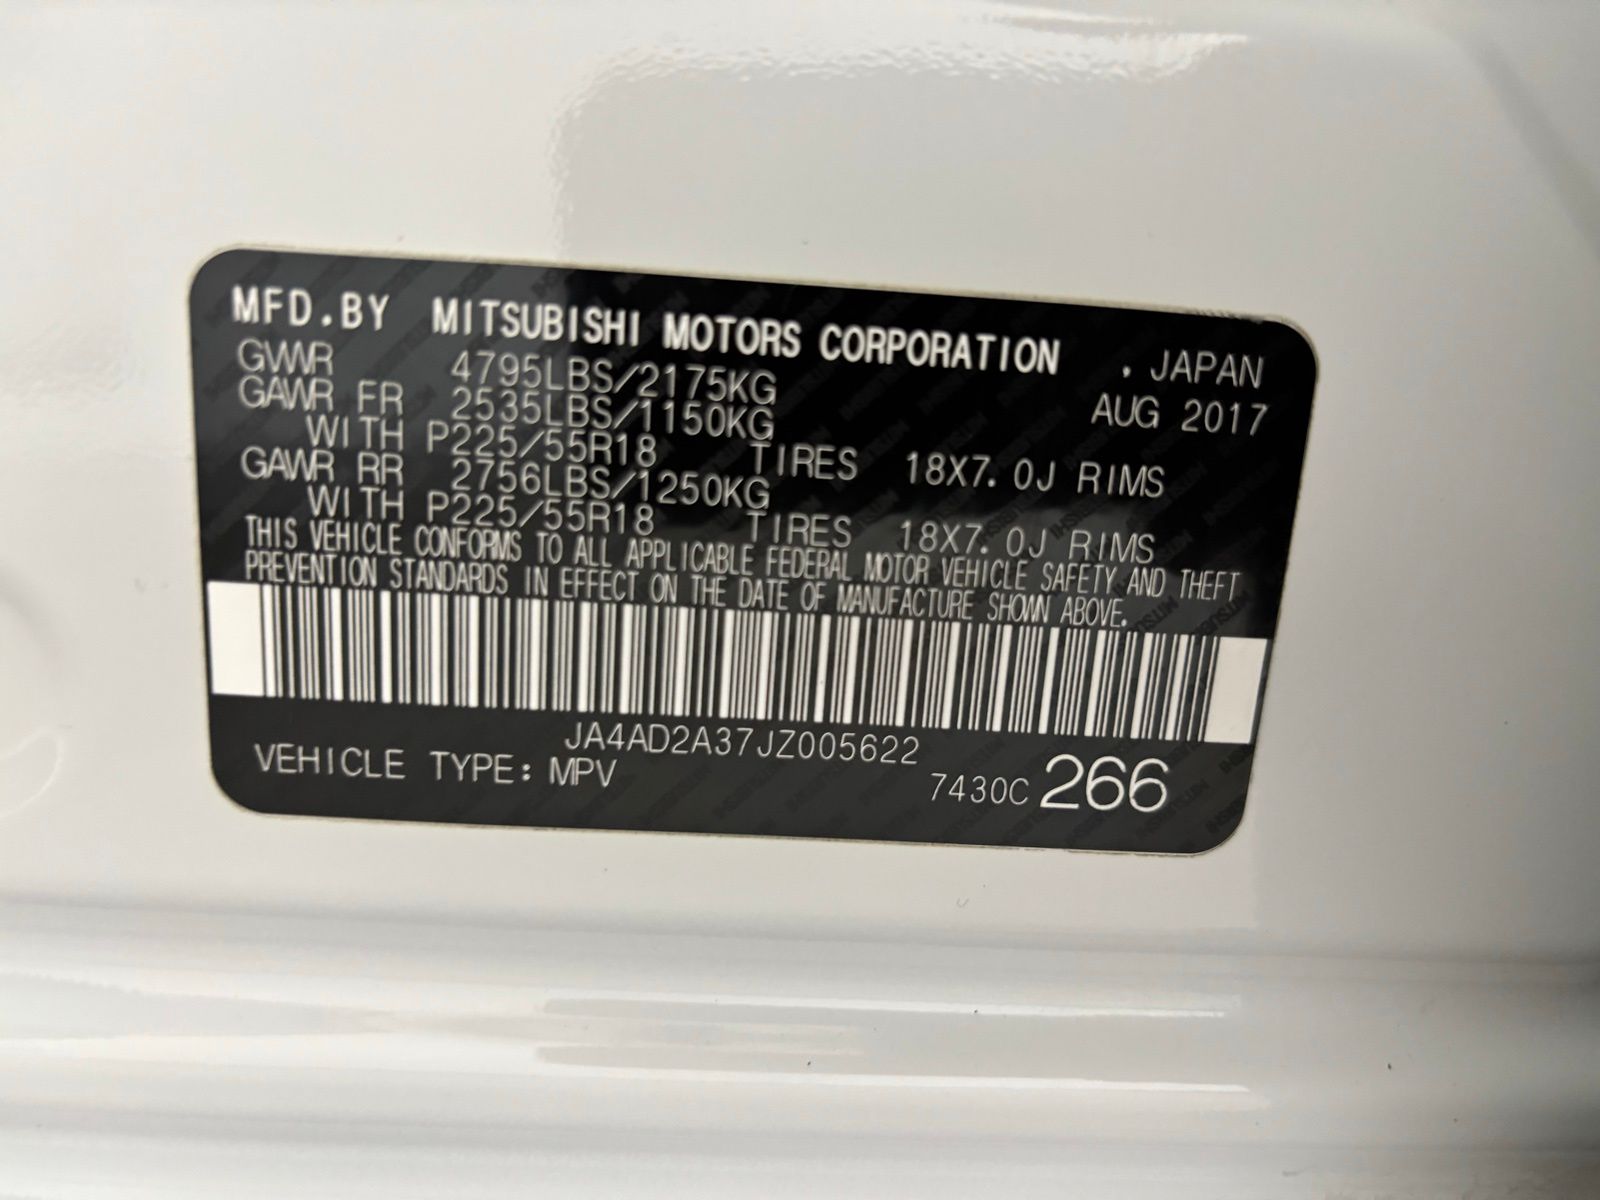 MFD.BY MITSUBISHI MOTORS CORPORATION , JAPAN
GVWR 4795LBS/2175KG AUG 2017
GAWR FR 2535LBS/1150KG
WITH P225/55R18 TIRES 18X7.0J RIMS
GAWR RR 2756LBS/1250KG
WITH P225/55R18 TIRES 18X7.0J RIMS
THIS VEHICLE CONFORMS TO ALL APPLICABLE FEDERAL MOTOR VEHICLE SAFETY AND THEFT
PREVENTION STANDARDS IN EFFECT ON THE DATE OF MANUFACTURE SHOWN ABOVE.
JA4AD2A37JZ005622
VEHICLE TYPE: MPV 7430C 266